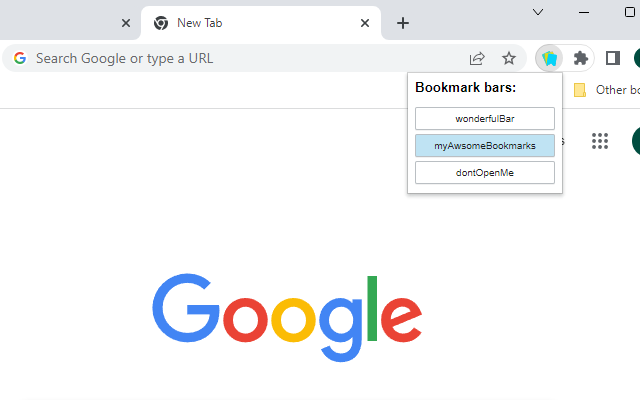 New Tab
Search Google or type a URL
Other bo
Bookmark bars:
wonderfulBar
myAwsomeBookmarks
dontOpenMe
s
Google